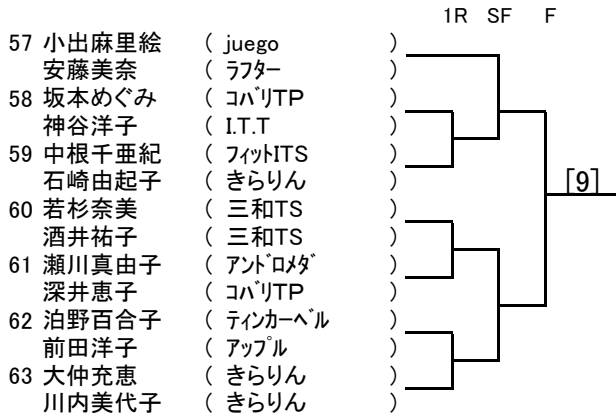 1R SF F
57 小出麻里絵 ( juego )
安藤美奈 ( ﾗﾌﾀｰ )
58 坂本めぐみ ( ｺﾊﾞﾘTP )
神谷洋子 ( I.T.T )
59 中根千亜紀 ( ﾌｨｯﾄITS )
石崎由起子 ( きらりん )
[9]
60 若杉奈美 ( 三和TS )
酒井祐子 ( 三和TS )
61 瀬川真由子 ( ｱﾝﾄﾞﾛﾒﾀﾞ )
深井恵子 ( ｺﾊﾞﾘTP )
62 泊野百合子 ( ﾃｨﾝｶｰﾍﾞﾙ )
前田洋子 ( ｱｯﾌﾟﾙ )
63 大仲充恵 ( きらりん )
川内美代子 ( きらりん )